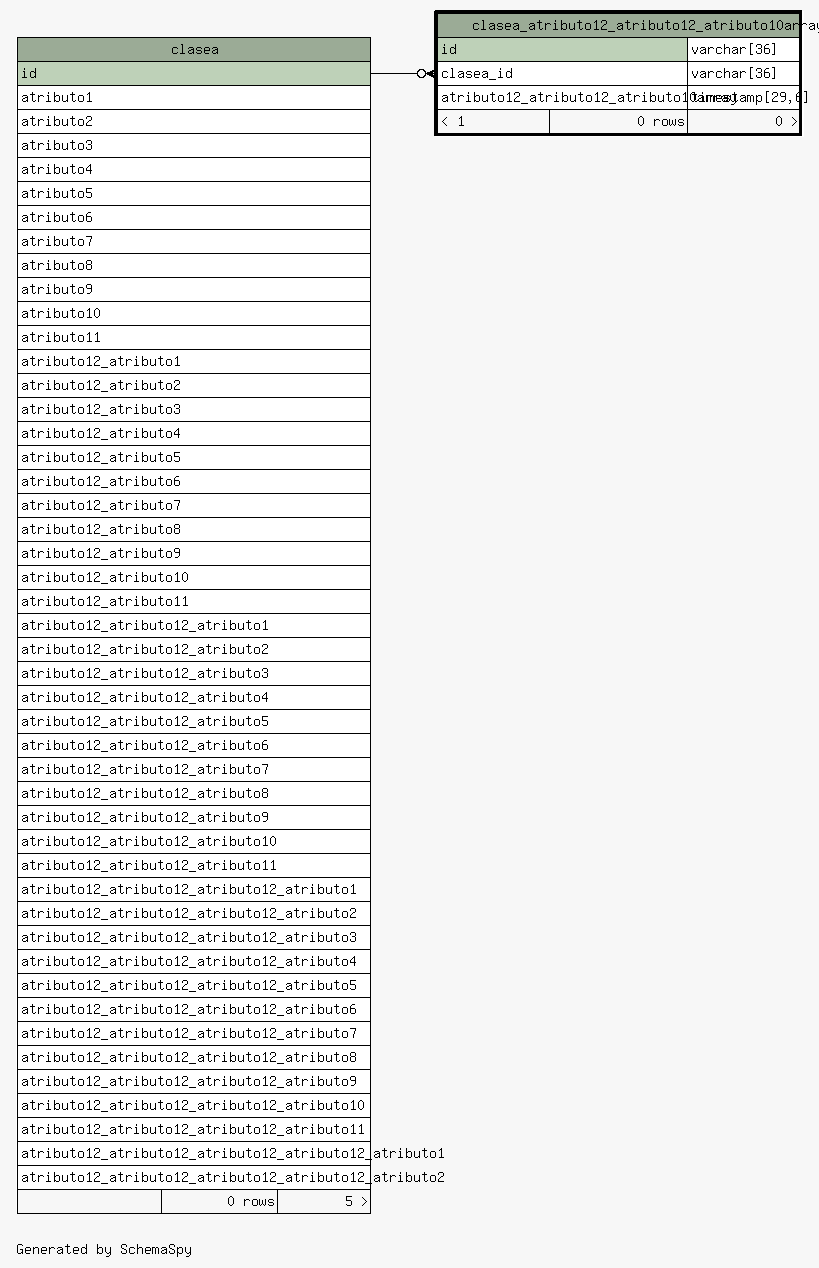 clasea
id
atributo1
atributo2
atributo3
atributo4
atributo5
atributo6
atributo7
atributo8
atributo9
atributo10
atributo11
atributo12_atributo1
atributo12_atributo2
atributo12_atributo3
atributo12_atributo4
atributo12_atributo5
atributo12_atributo6
atributo12_atributo7
atributo12_atributo8
atributo12_atributo9
atributo12_atributo10
atributo12_atributo11
atributo12_atributo12_atributo1
atributo12_atributo12_atributo2
atributo12_atributo12_atributo3
atributo12_atributo12_atributo4
atributo12_atributo12_atributo5
atributo12_atributo12_atributo6
atributo12_atributo12_atributo7
atributo12_atributo12_atributo8
atributo12_atributo12_atributo9
atributo12_atributo12_atributo10
atributo12_atributo12_atributo11
atributo12_atributo12_atributo12_atributo1
atributo12_atributo12_atributo12_atributo2
atributo12_atributo12_atributo12_atributo3
atributo12_atributo12_atributo12_atributo4
atributo12_atributo12_atributo12_atributo5
atributo12_atributo12_atributo12_atributo6
atributo12_atributo12_atributo12_atributo7
atributo12_atributo12_atributo12_atributo8
atributo12_atributo12_atributo12_atributo9
atributo12_atributo12_atributo12_atributo10
atributo12_atributo12_atributo12_atributo11
atributo12_atributo12_atributo12_atributo12_atributo1
atributo12_atributo12_atributo12_atributo12_atributo2
0 rows 5 >
clasea_atributo12_atributo12_atributo10array
id varchar[36]
clasea_id varchar[36]
atributo12_atributo12_atributo10array timestamp[29,6]
< 1 0 rows 0 >
Generated by SchemaSpy